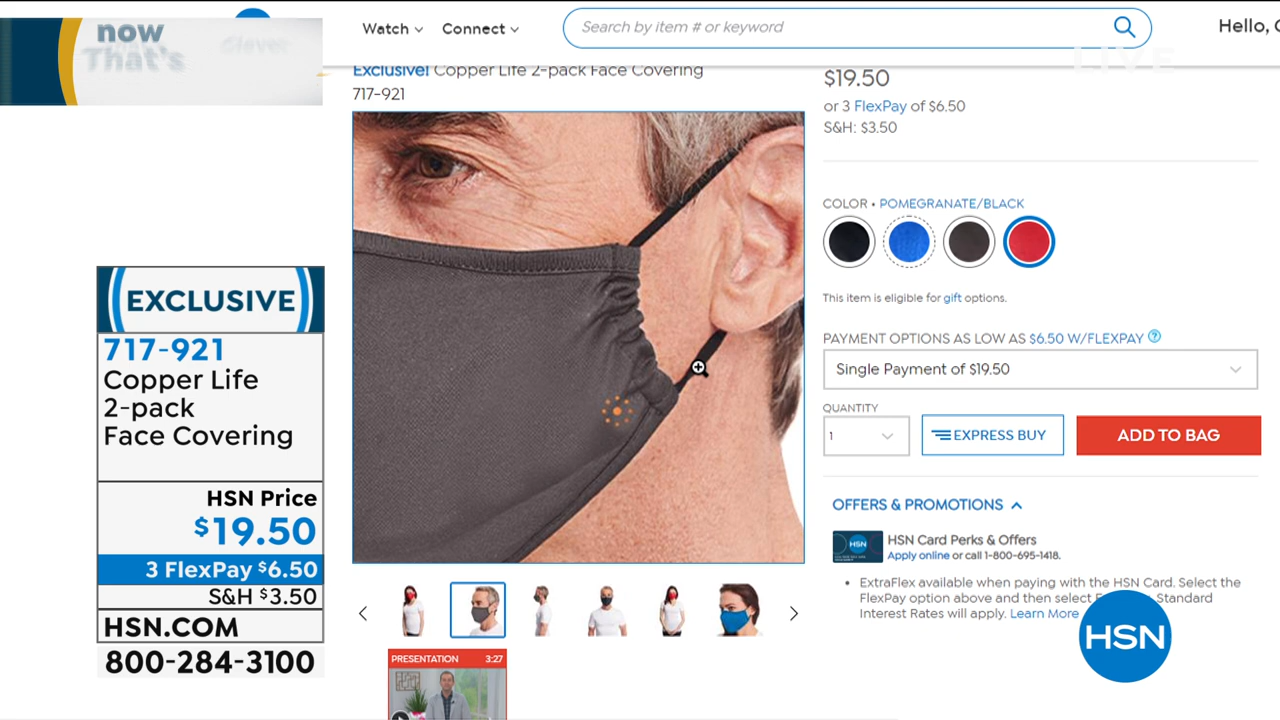 now
That's
Clever
Watch
Connect
Search by item # or keyword
Hello,
LIVE
Exclusive! Copper Life 2-pack Face Covering
717-921
$19.50
or 3 FlexPay of $6.50
S&H: $3.50
COLOR • POMEGRANATE/BLACK
This item is eligible for gift options.
PAYMENT OPTIONS AS LOW AS $6.50 W/FLEXPAY ?
Single Payment of $19.50
QUANTITY
1
EXPRESS BUY
ADD TO BAG
OFFERS & PROMOTIONS
HSN
HSN Card Perks & Offers
Apply online or call 1-800-695-1418.
• ExtraFlex available when paying with the HSN Card. Select the
FlexPay option above and then select Standard
Interest Rates will apply. Learn More
HSN
EXCLUSIVE
717-921
Copper Life
2-pack
Face Covering
HSN Price
$19.50
3 FlexPay $6.50
S&H $3.50
HSN.COM
800-284-3100
PRESENTATION 3:27